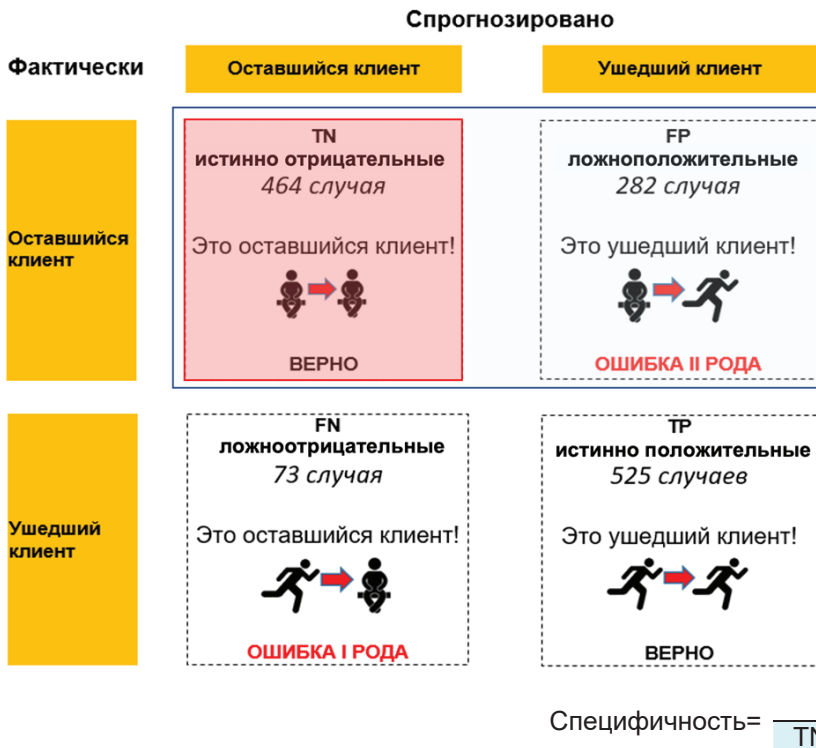 Спрогнозировано
Фактически
Оставшийся клиент
Ушедший клиент
Оставшийся
клиент
TN
истинно отрицательные
464 случая
Это оставшийся клиент!
ВЕРНО
FP
ложноположительные
282 случая
Это ушедший клиент!
ОШИБКА II РОДА
Ушедший
клиент
FN
ложноотрицательные
73 случая
Это оставшийся клиент!
ОШИБКА I РОДА
TP
истинно положительные
525 случаев
Это ушедший клиент!
ВЕРНО
Специфичность=